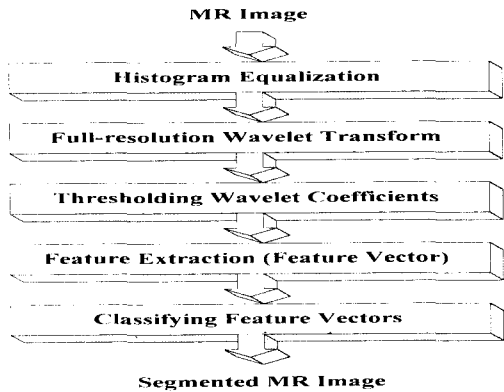 MR Image
Histogram Equalization
Full-resolution Wavelet Transform
Thresholding Wavelet Coefficients
Feature Extraction (Feature Vector)
Classifying Feature Vectors
Segmented MR Image